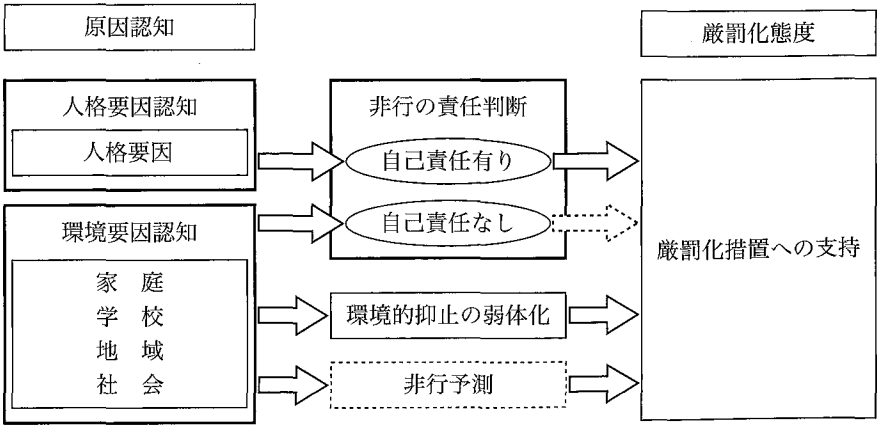 原因認知
厳罰化態度
人格要因認知
人格要因
非行の責任判断
自己責任有り
自己責任なし
環境要因認知
家　庭
学　校
地　域
社　会
環境的抑止の弱体化
非行予測
厳罰化措置への支持